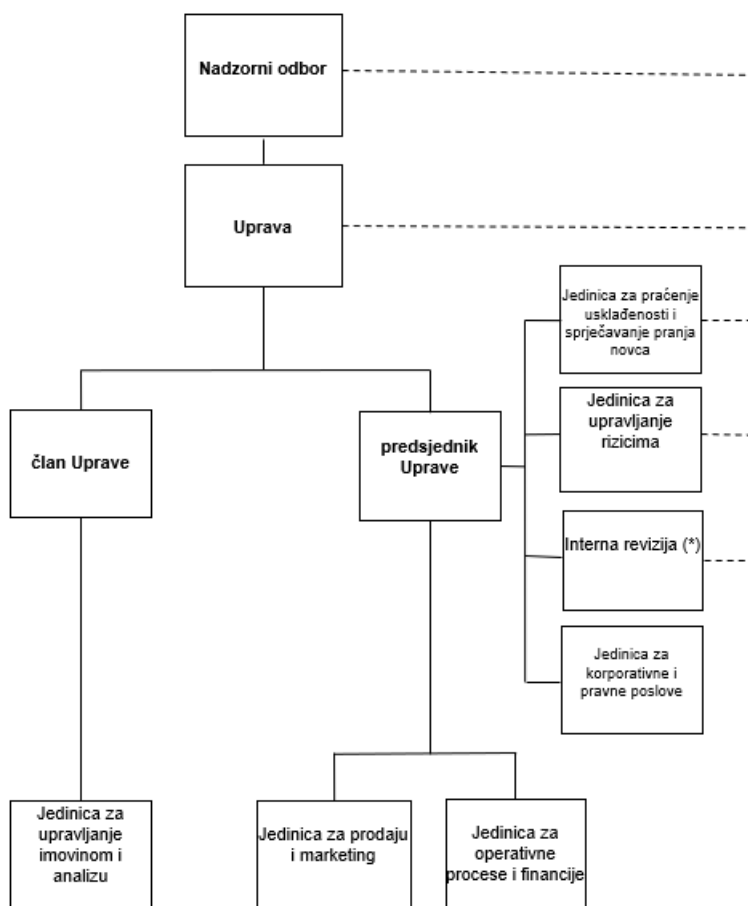 Nadzorni odbor
Uprava
Jedinica za praćenje
usklađenosti i
sprječavanje pranja
novca
Jedinica za
upravljanje
rizicima
član Uprave
predsjednik
Uprave
Interna revizija (*)
Jedinica za
korporativne i
pravne poslove
Jedinica za
upravljanje
imovinom i
analizu
Jedinica za prodaju
i marketing
Jedinica za
operativne
procese i financije